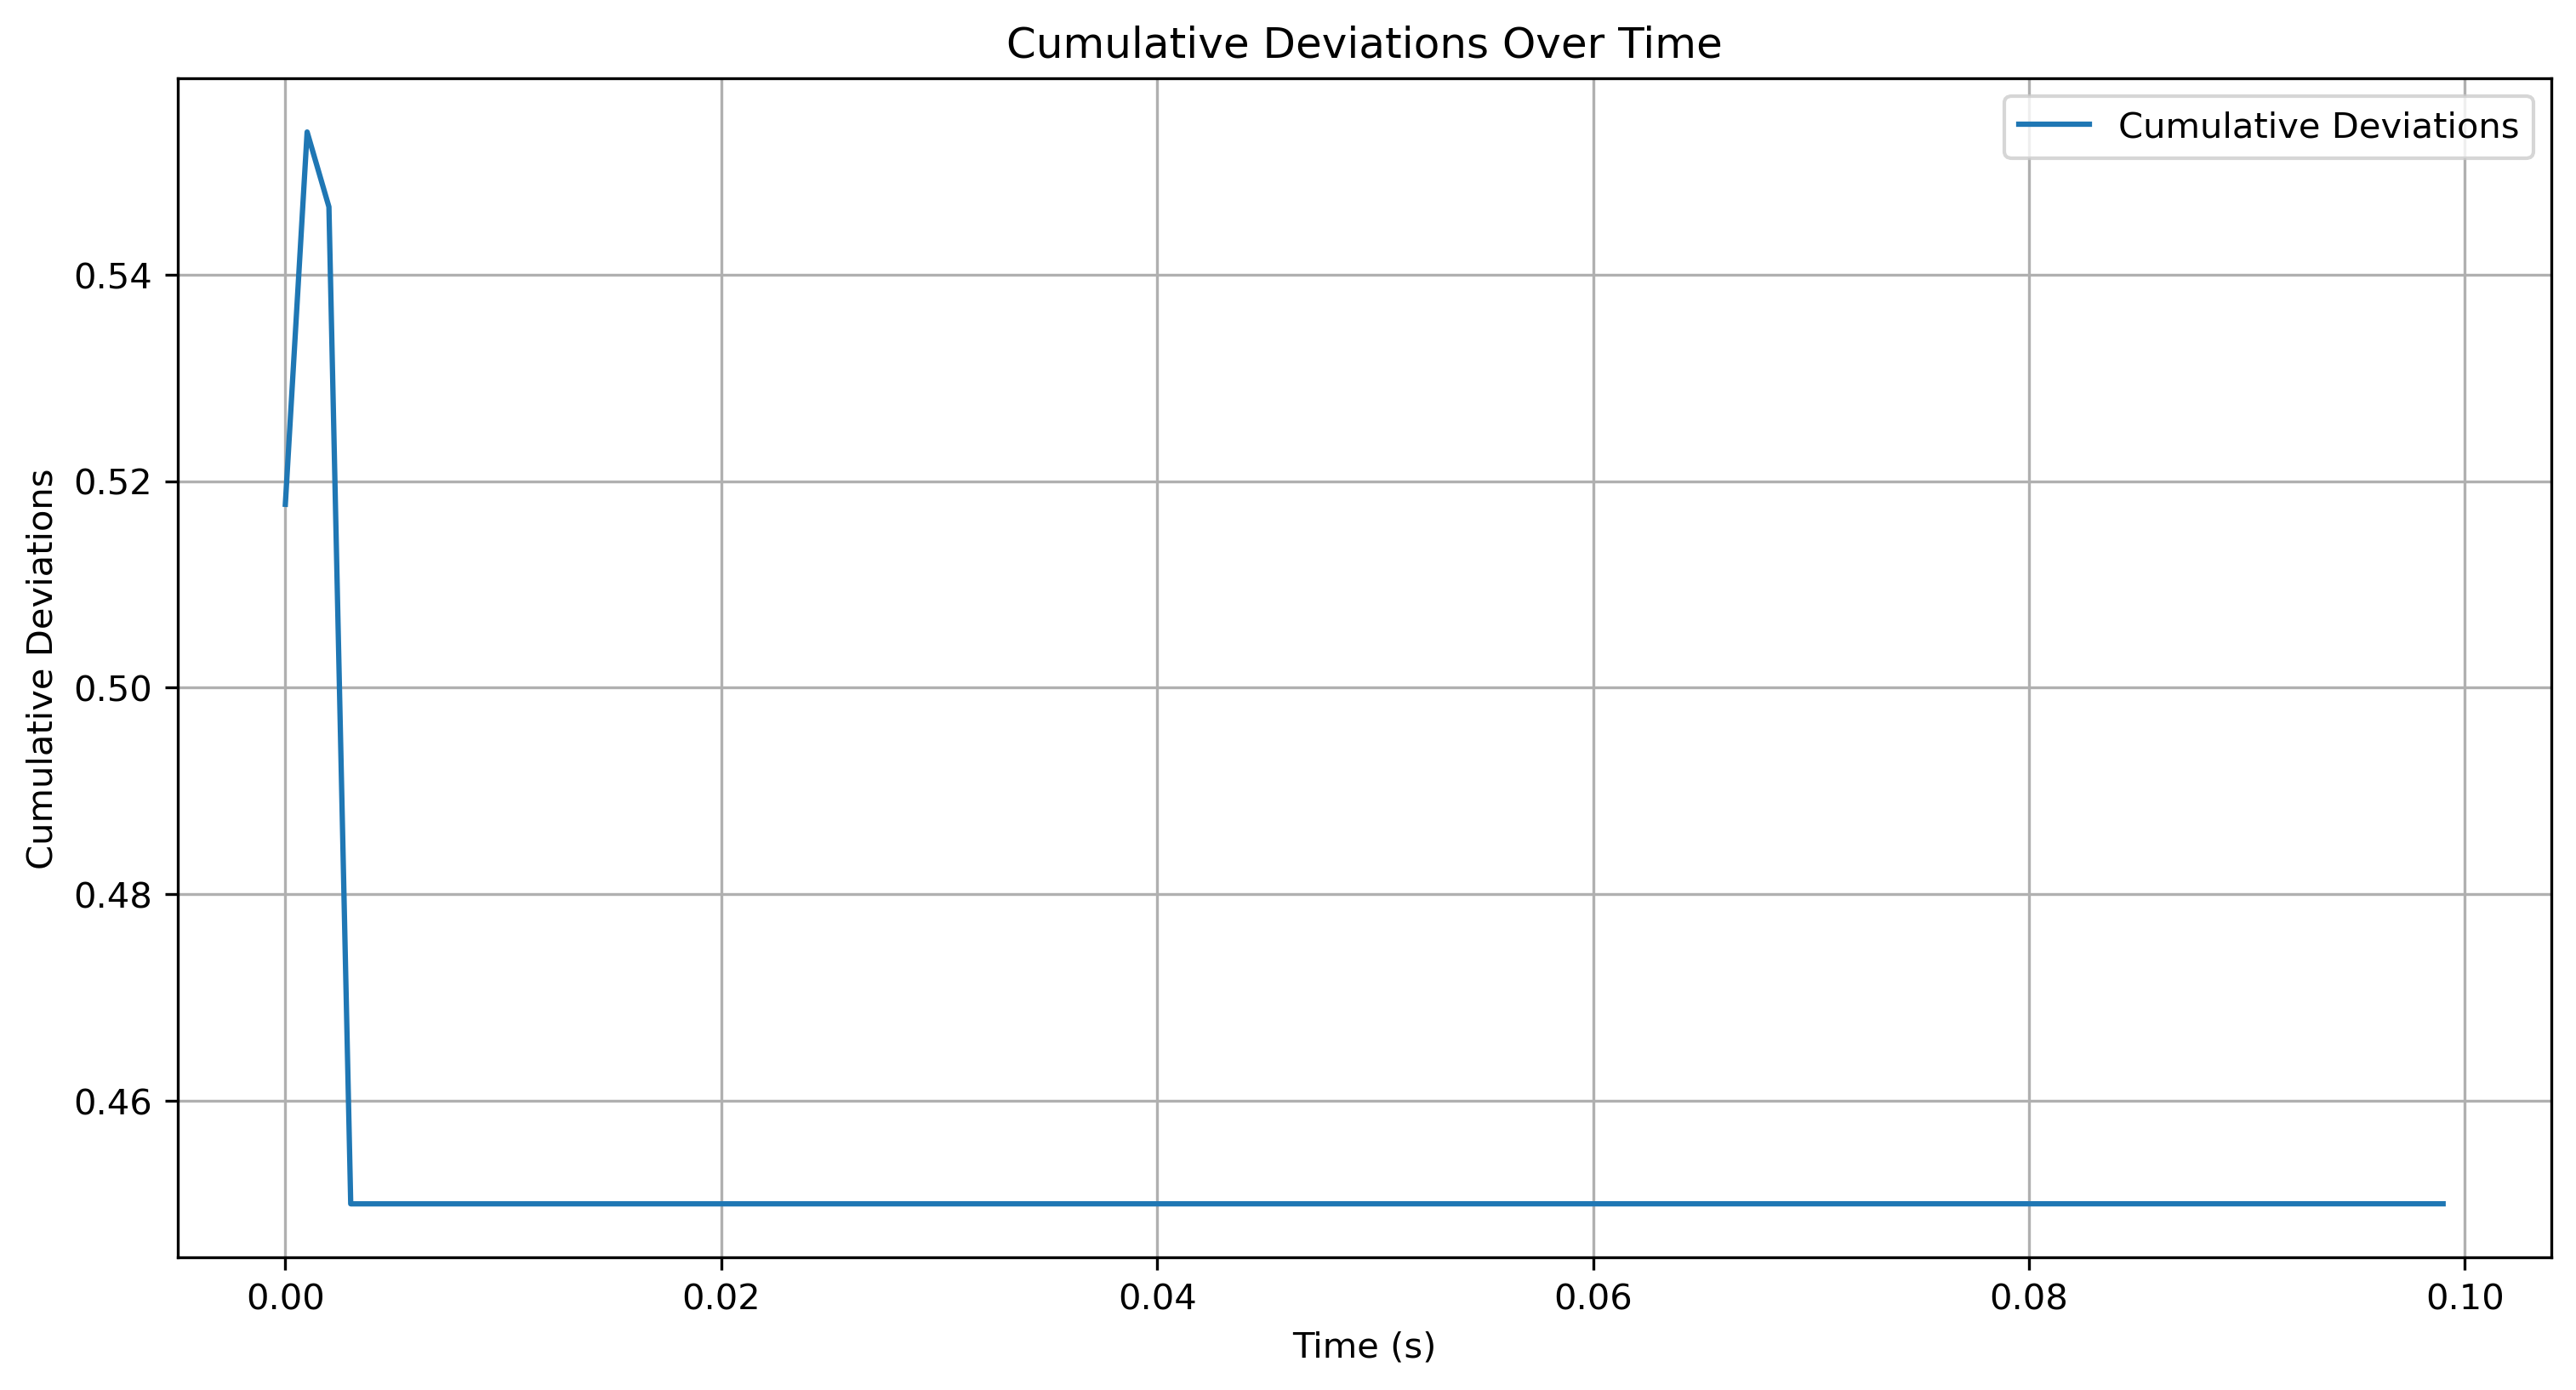 Cumulative Deviations Over Time
Cumulative Deviations
Cumulative Deviations
0.54
0.52
0.50
0.48
0.46
0.00 0.02 0.04 0.06 0.08 0.10
Time (s)